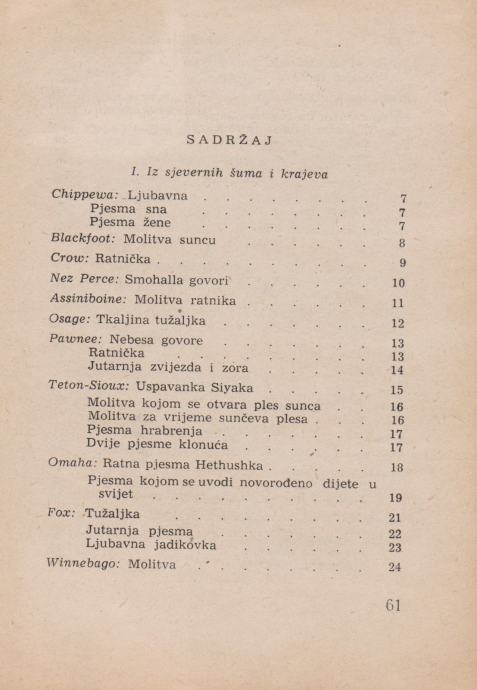 SADRŽAJ
I. Iz sjevernih šuma i krajeva
Chippewa: Ljubavna . . . . . . . . 7
Pjesma sna . . . . . . . 7
Pjesma žene . . . . . . . 7
Blackfoot: Molitva suncu . . . . . . 8
Crow: Ratnička . . . . . . . . . 9
Nez Perce: Smohalla govori . . . . . . 10
Assiniboine: Molitva ratnika . . . . . . 11
Osage: Tkaljina tužaljka . . . . . . . 12
Pawnee: Nebesa govore . . . . . . . 13
Ratnička . . . . . . . . 13
Jutarnja zvijezda i zora . . . . . 14
Teton-Sioux: Uspavanka Siyaka . . . . . 15
Molitva kojom se otvara ples sunca . . 16
Molitva za vrijeme sunčeva plesa . . . 16
Pjesma hrabrenja . . . . . . . 17
Dvije pjesme klonuća . . . . . . 17
Omaha: Ratna pjesma Hethushka . . . . . 18
Pjesma kojom se uvodi novorođeno dijete u
svijet . . . . . . . . . 19
Fox: Tužaljka . . . . . . . . 21
Jutarnja pjesma . . . . . . 22
Ljubavna jadikovka . . . . . . 23
Winnebago: Molitva . . . . . . . 24
61